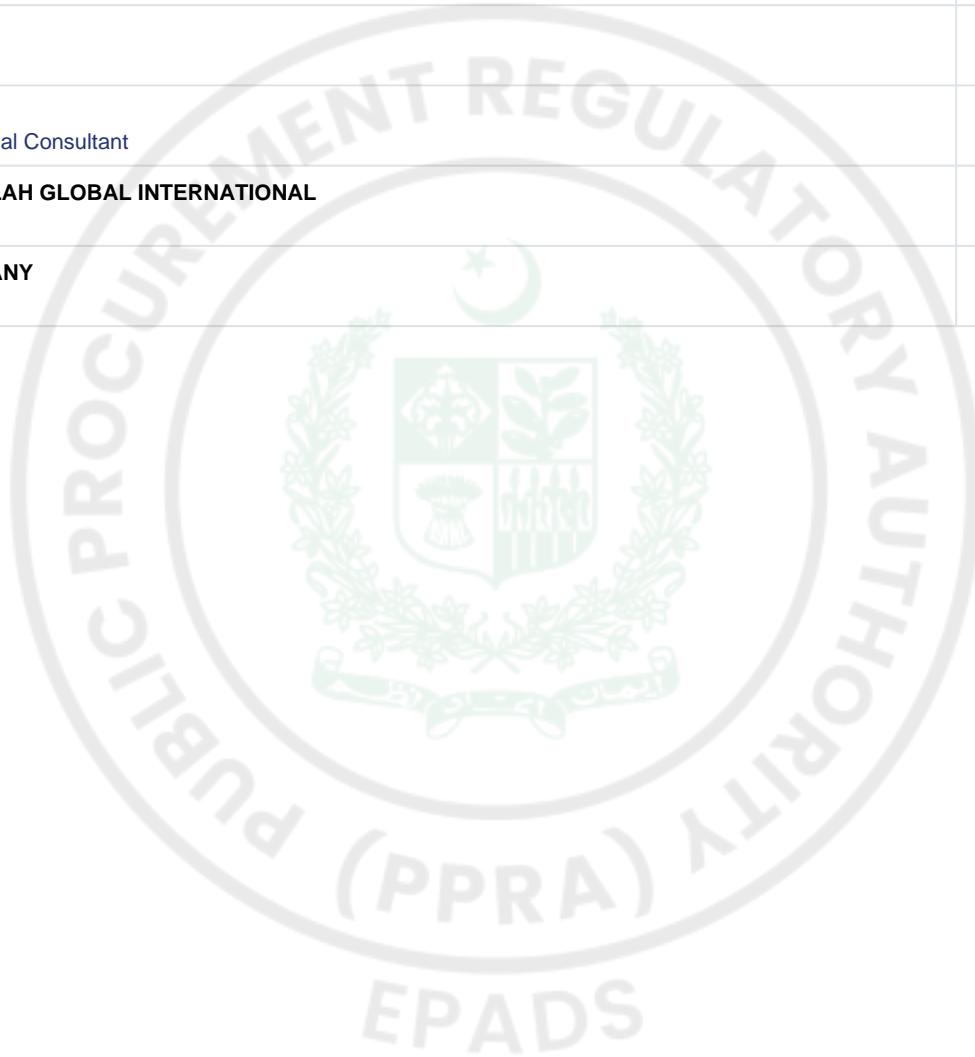 al Consultant
AH GLOBAL INTERNATIONAL
ANY
PUBLIC PROCUREMENT REGULATORY AUTHORITY
(PPRA)
EPADS